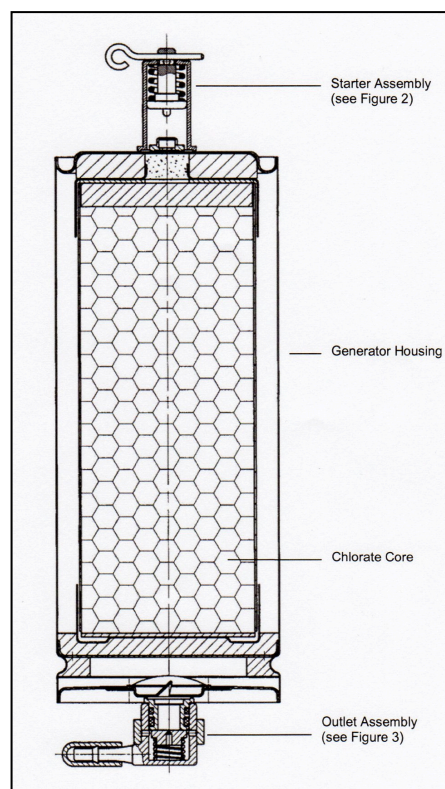 Starter Assembly
(see Figure 2)
Generator Housing
Chlorate Core
Outlet Assembly
(see Figure 3)